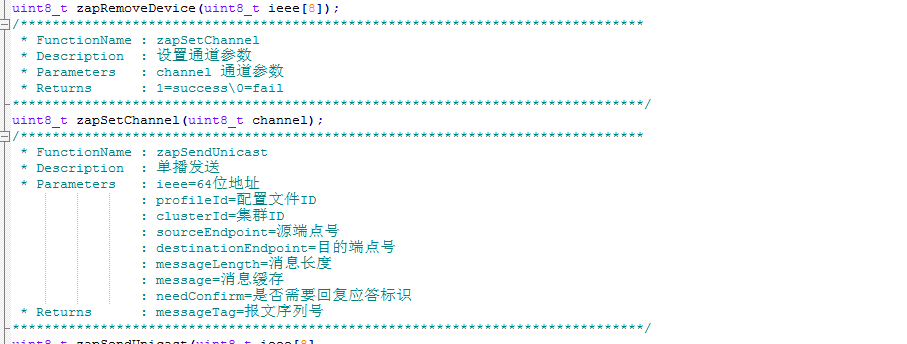 uint8_t zapRemoveDevice(uint8_t ieee[8]);
/******************************************************************************
* FunctionName : zapSetChannel
* Description : 设置通道参数
* Parameters : channel 通道参数
* Returns : 1=success\0=fail
*******************************************************************************/
uint8_t zapSetChannel(uint8_t channel);
/******************************************************************************
* FunctionName : zapSendUnicast
* Description : 单播发送
* Parameters : ieee=64位地址
: profileId=配置文件ID
: clusterId=集群ID
: sourceEndpoint=源端点号
: destinationEndpoint=目的端点号
: messageLength=消息长度
: message=消息缓存
: needConfirm=是否需要回复应答标识
* Returns : messageTag=报文序列号
*******************************************************************************/
uint8_t zapSendUnicast(uint8_t ieee[8],